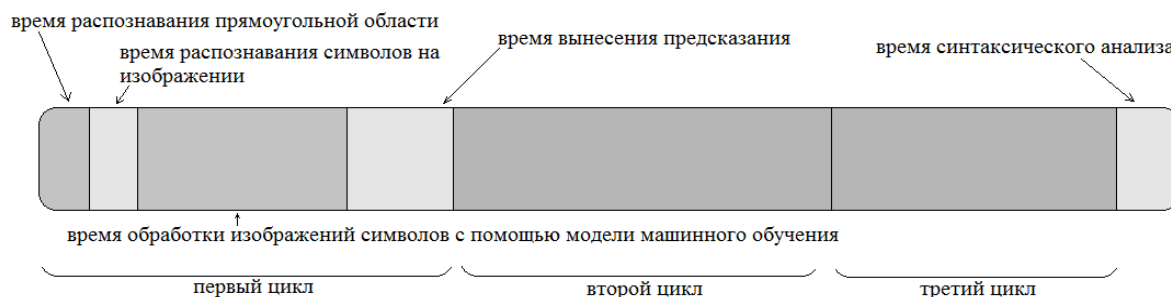 время распознавания прямоугольной области
время распознавания символов на
изображении
время вынесения предсказания
время синтаксического анализа
время обработки изображений символов с помощью модели машинного обучения
первый цикл
второй цикл
третий цикл